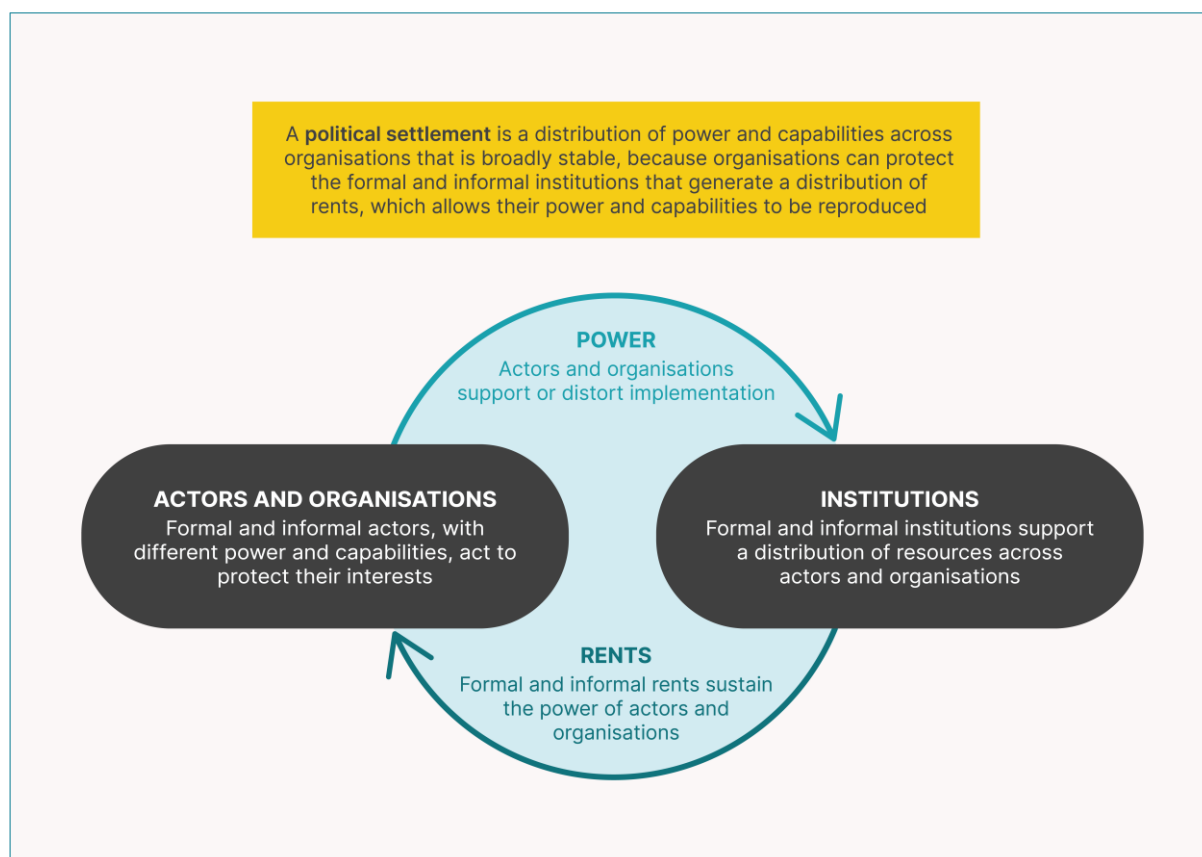 A political settlement is a distribution of power and capabilities across
organisations that is broadly stable, because organisations can protect
the formal and informal institutions that generate a distribution of
rents, which allows their power and capabilities to be reproduced
POWER
Actors and organisations
support or distort implementation
ACTORS AND ORGANISATIONS
Formal and informal actors, with
different power and capabilities, act to
protect their interests
INSTITUTIONS
Formal and informal institutions support
a distribution of resources across
actors and organisations
RENTS
Formal and informal rents sustain
the power of actors and
organisations